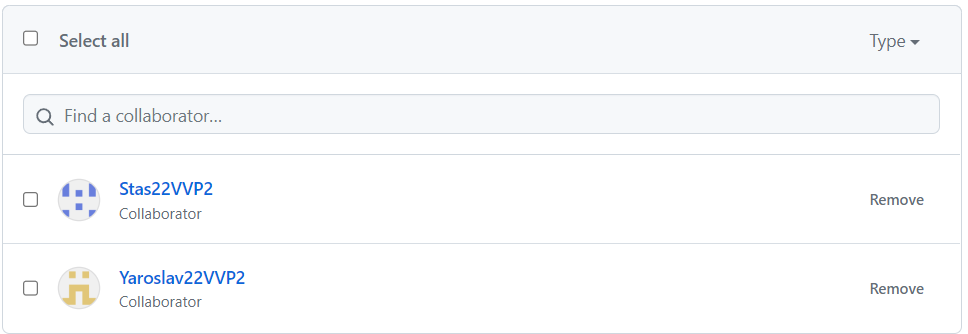 Select all
Type
Find a collaborator...
Stas22VVP2
Collaborator
Remove
Yaroslav22VVP2
Collaborator
Remove